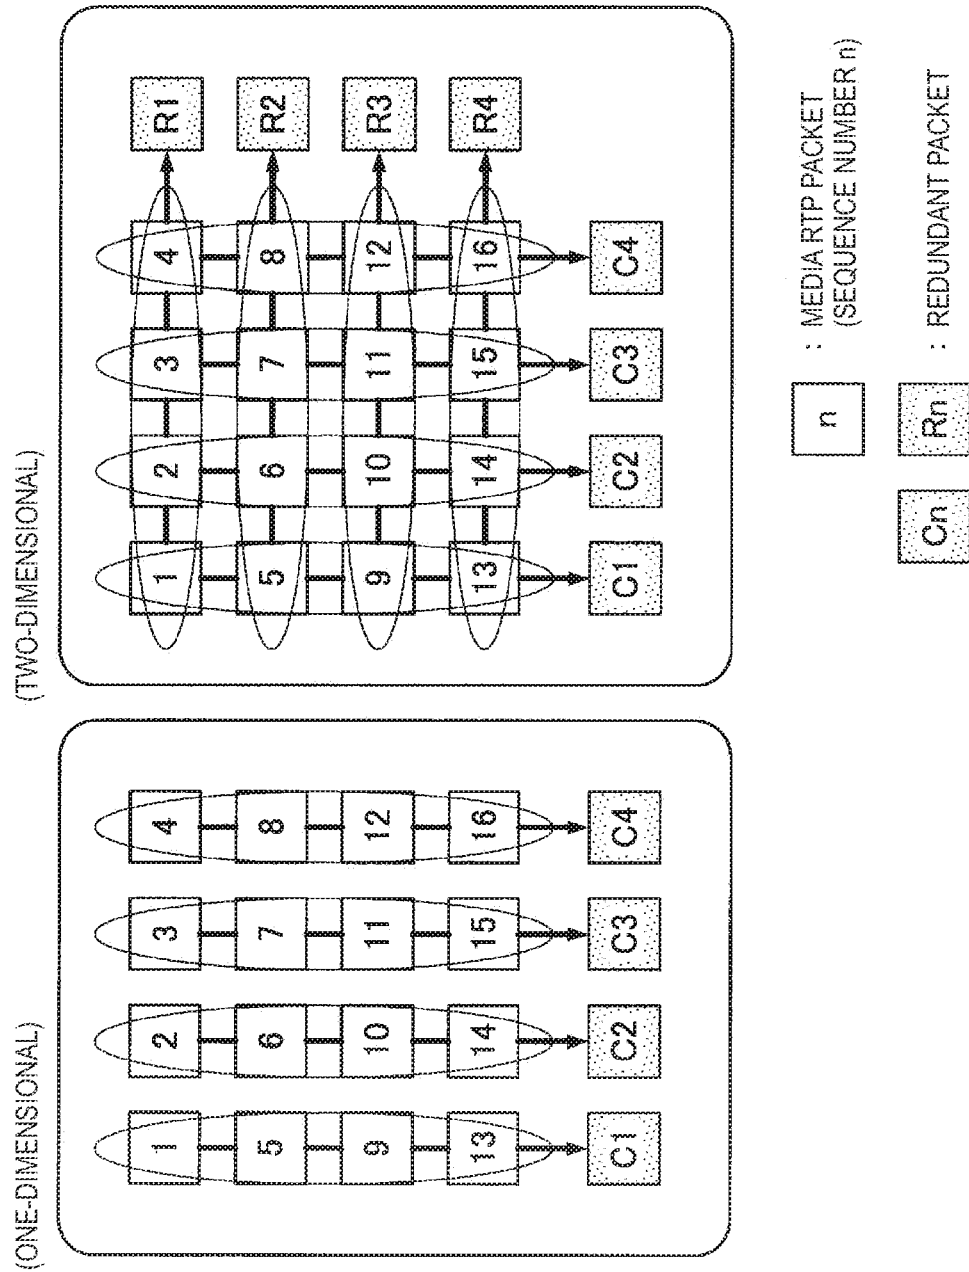 (ONE-DIMENSIONAL)
1 2 3 4
5 6 7 8
9 10 11 12
13 14 15 16
C1 C2 C3 C4
(TWO-DIMENSIONAL)
1 2 3 4 R1
5 6 7 8 R2
9 10 11 12 R3
13 14 15 16 R4
C1 C2 C3 C4
n : MEDIA RTP PACKET
(SEQUENCE NUMBER n)
Cn Rn : REDUNDANT PACKET